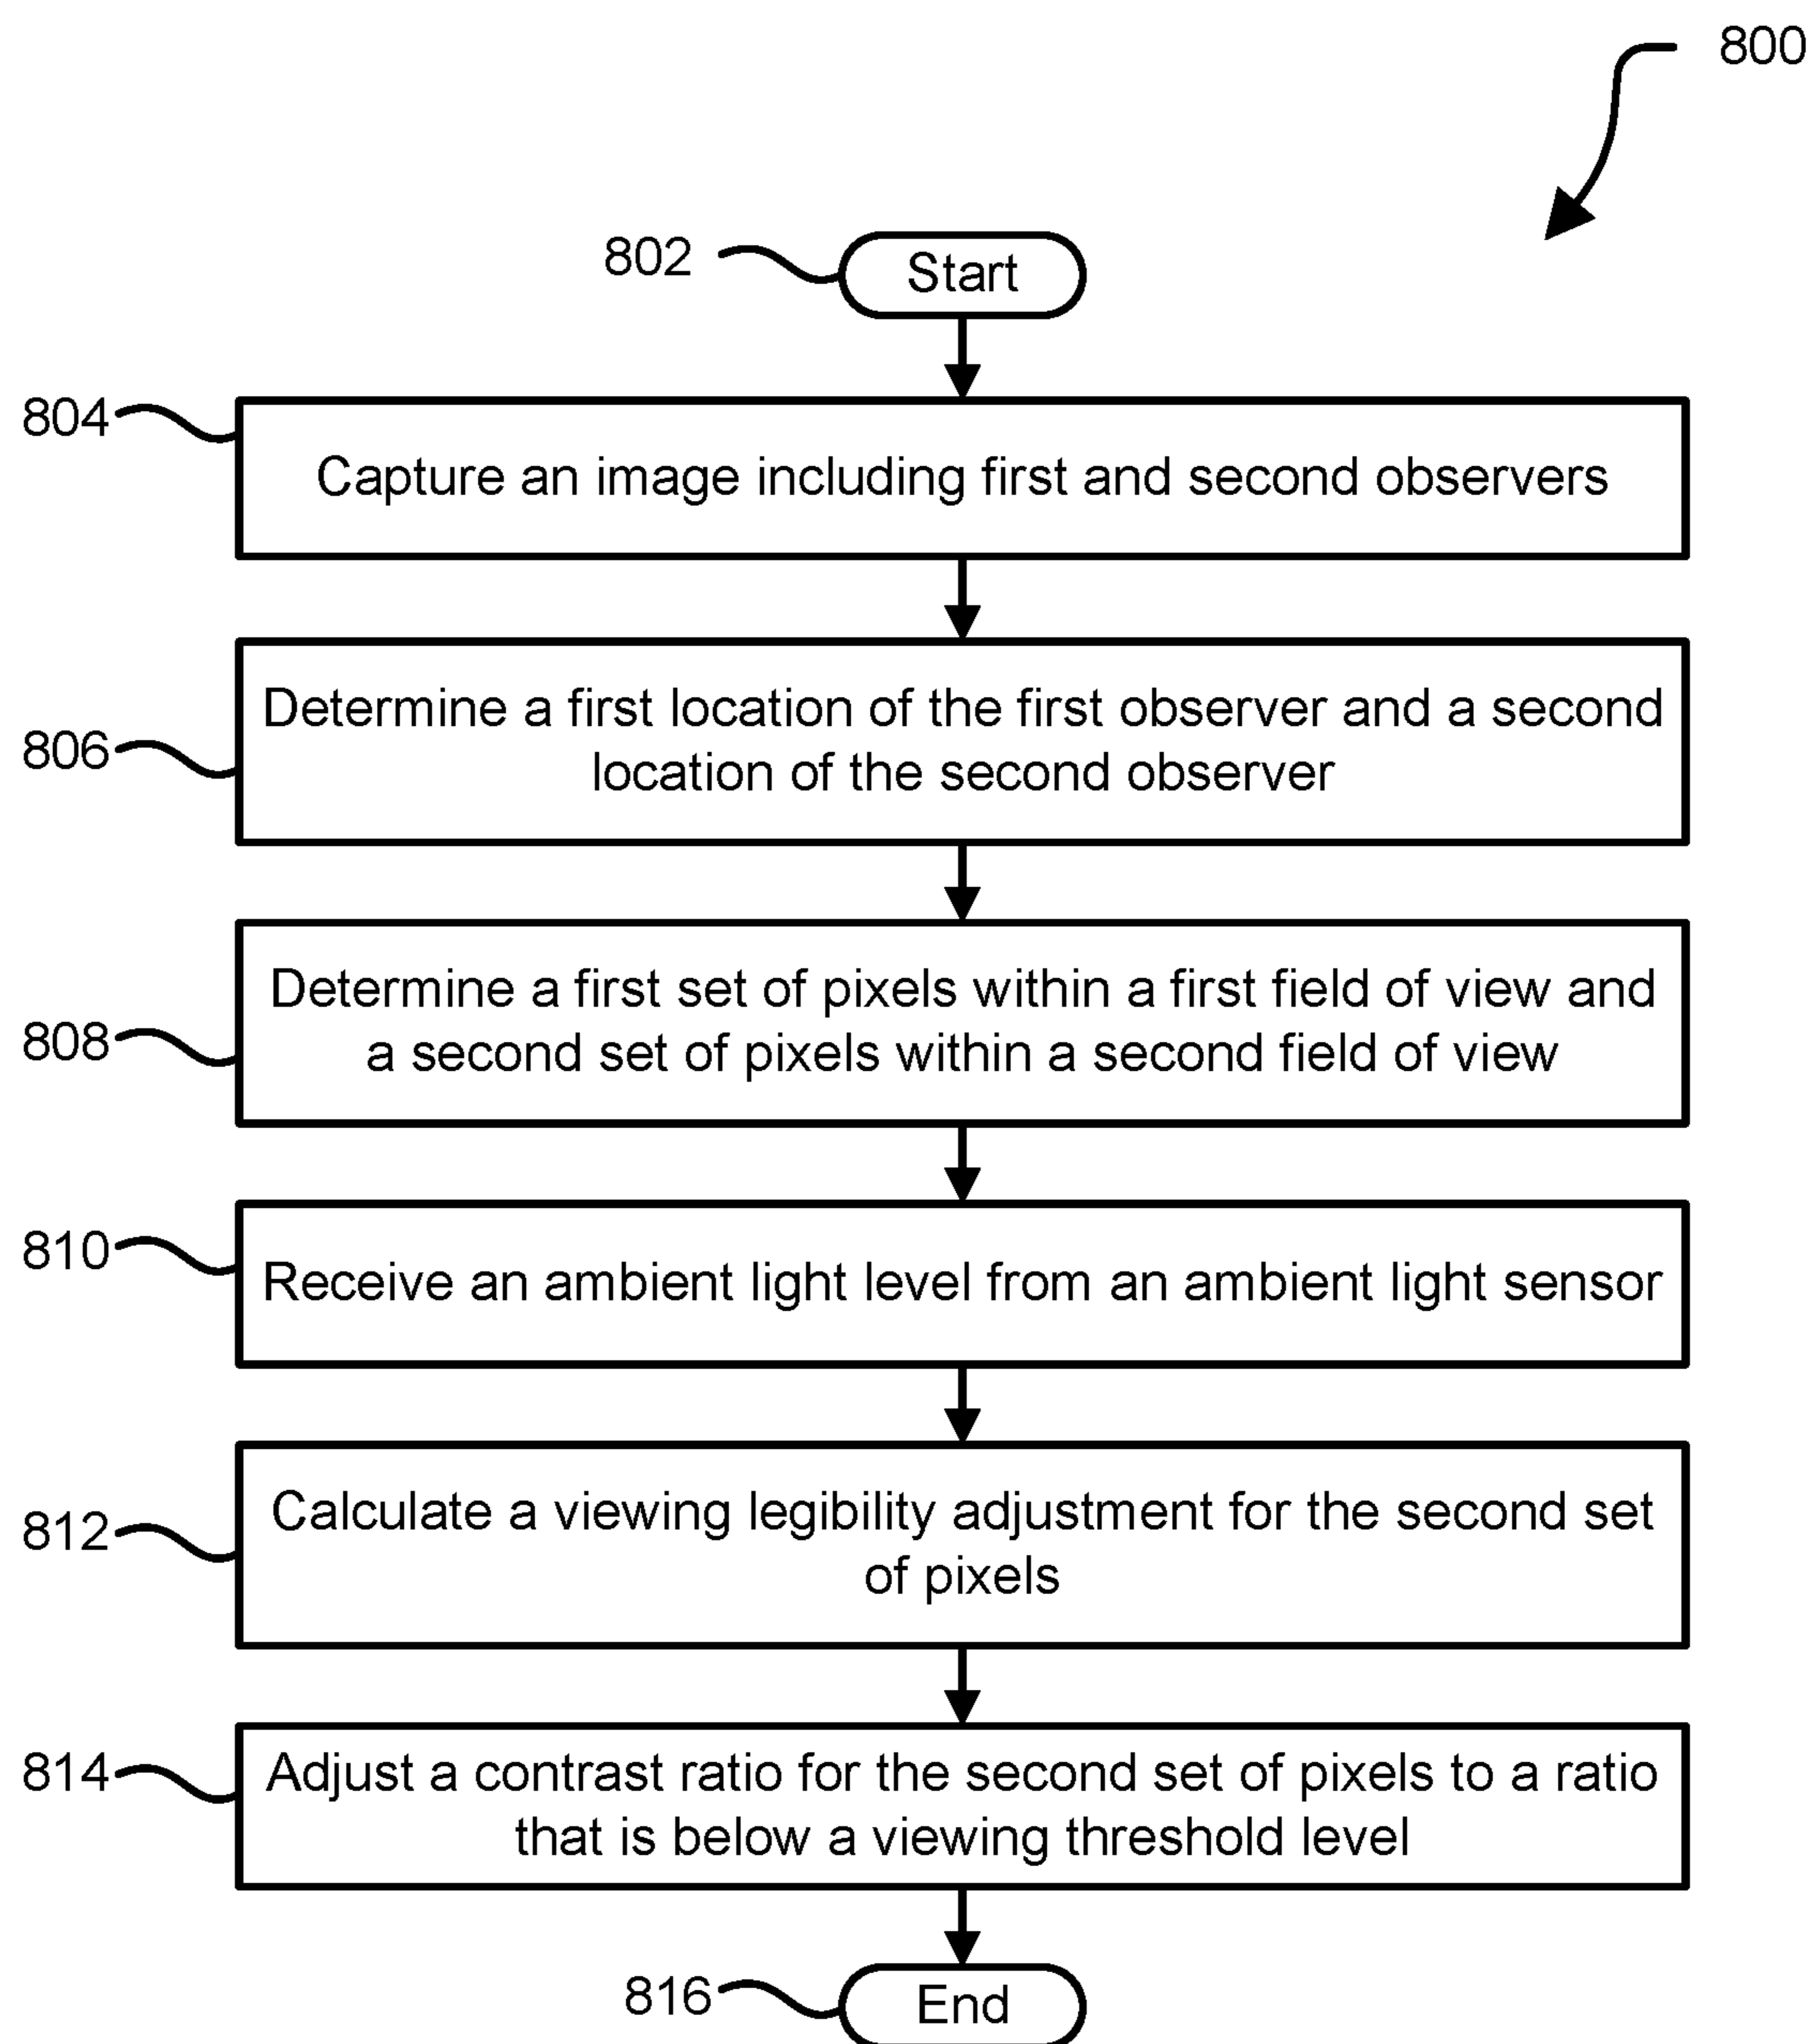 800
802
Start
804
Capture an image including first and second observers
806
Determine a first location of the first observer and a second
location of the second observer
808
Determine a first set of pixels within a first field of view and
a second set of pixels within a second field of view
810
Receive an ambient light level from an ambient light sensor
812
Calculate a viewing legibility adjustment for the second set
of pixels
814
Adjust a contrast ratio for the second set of pixels to a ratio
that is below a viewing threshold level
816
End